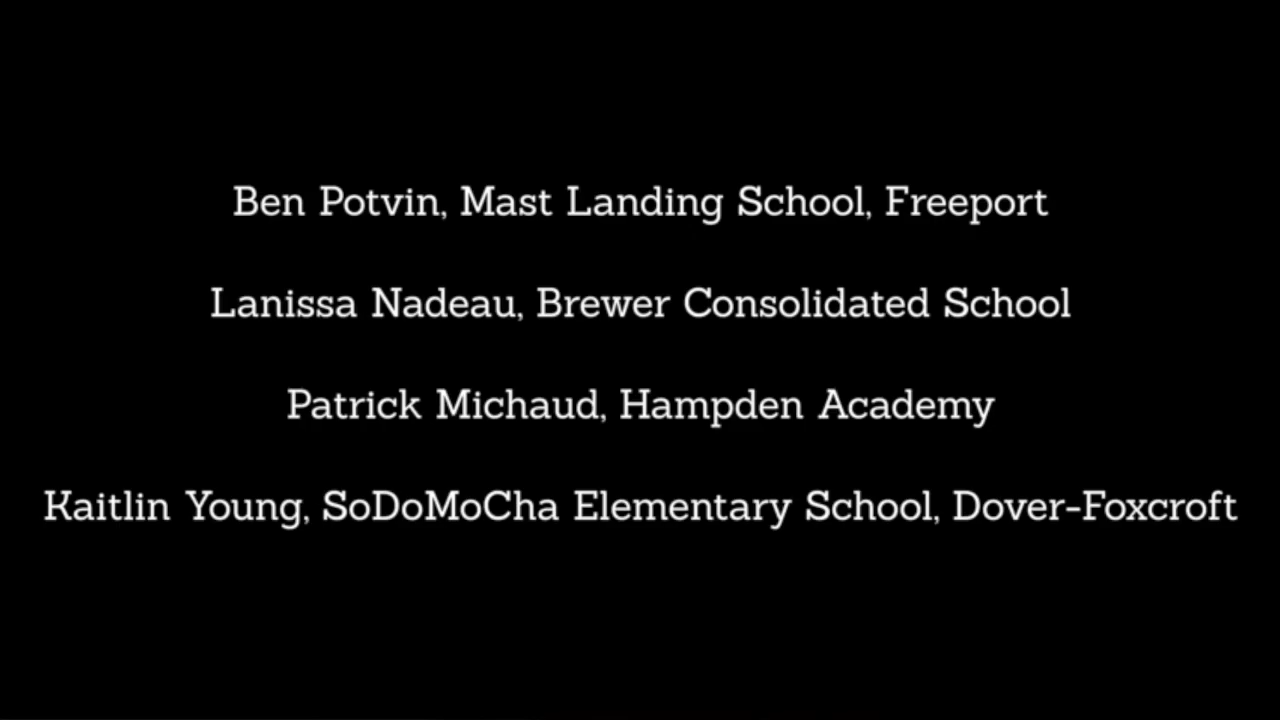 Ben Potvin, Mast Landing School, Freeport
Lanissa Nadeau, Brewer Consolidated School
Patrick Michaud, Hampden Academy
Kaitlin Young, SoDoMoCha Elementary School, Dover-Foxcroft